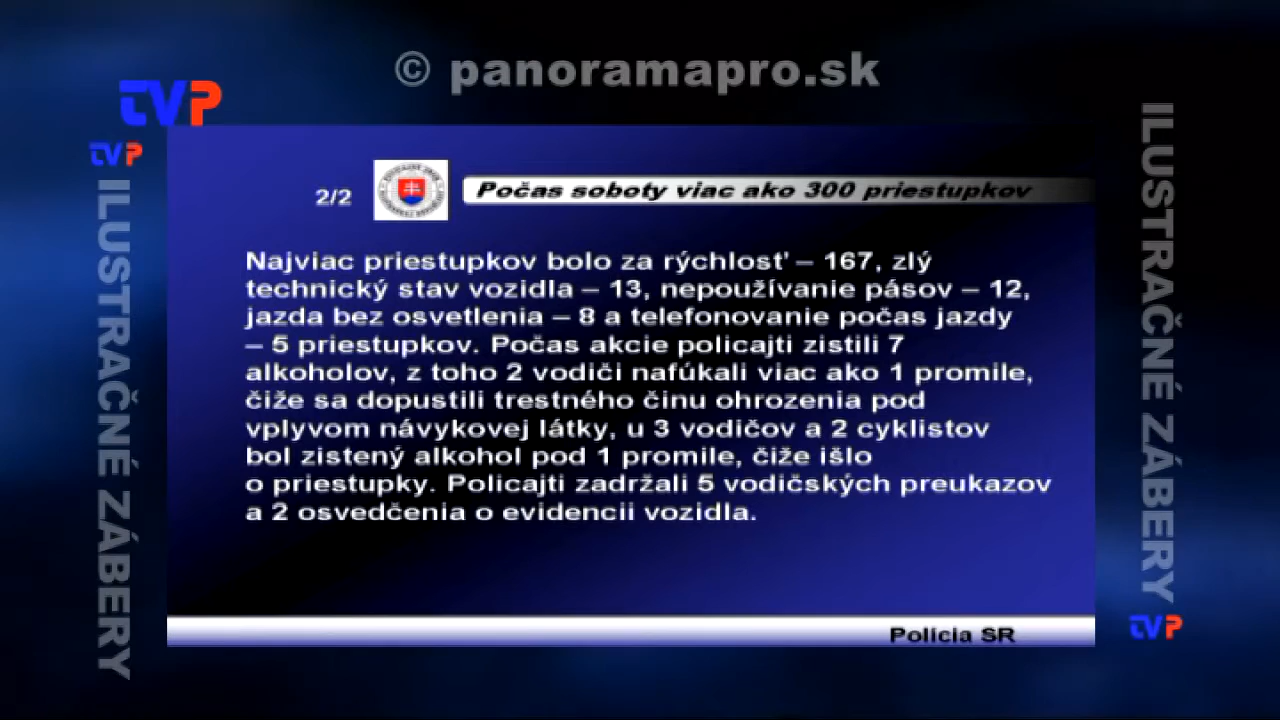 © panoramapro.sk
TVP
TVP
ILUSTRAČNÉ ZÁBERY
2/2
Počas soboty viac ako 300 priestupkov
Najviac priestupkov bolo za rýchlosť – 167, zlý
technický stav vozidla – 13, nepoužívanie pásov – 12,
jazda bez osvetlenia – 8 a telefonovanie počas jazdy
– 5 priestupkov. Počas akcie policajti zistili 7
alkoholov, z toho 2 vodiči nafúkali viac ako 1 promile,
čiže sa dopustili trestného činu ohrozenia pod
vplyvom návykovej látky, u 3 vodičov a 2 cyklistov
bol zistený alkohol pod 1 promile, čiže išlo
o priestupky. Policajti zadržali 5 vodičských preukazov
a 2 osvedčenia o evidencii vozidla.
Polícia SR
ILUSTRAČNÉ ZÁBERY
TVP